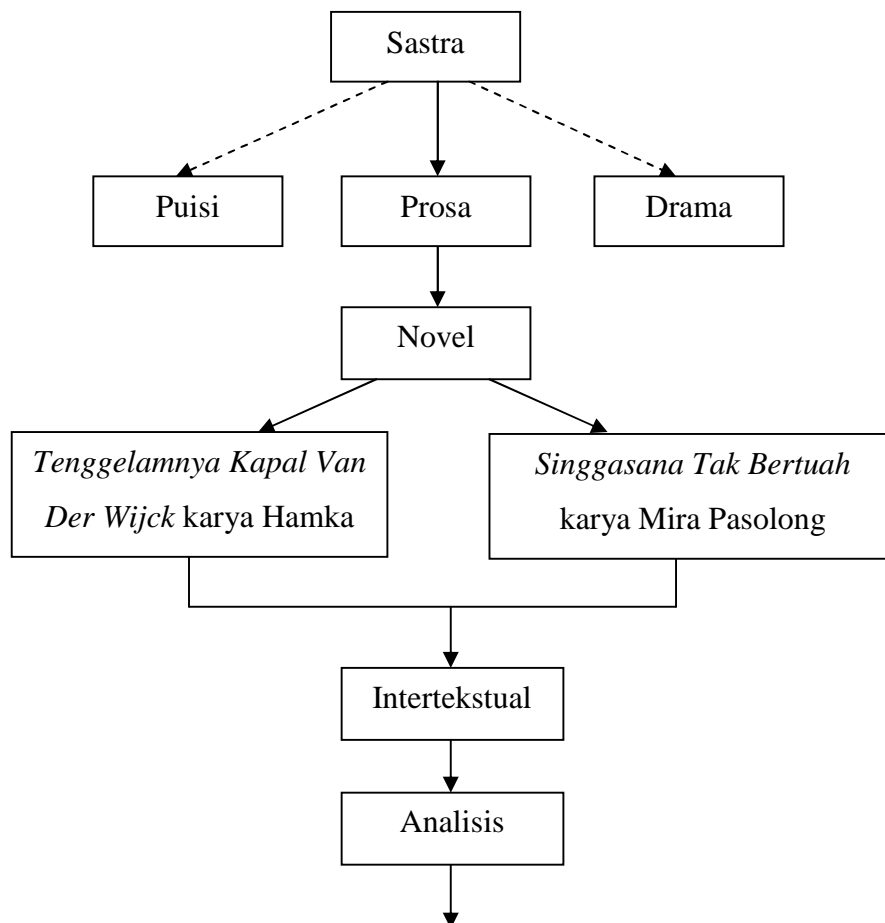 Sastra
Puisi
Prosa
Drama
Novel
Tenggelamnya Kapal Van
Der Wijck karya Hamka
Singgasana Tak Bertuah
karya Mira Pasolong
Intertekstual
Analisis